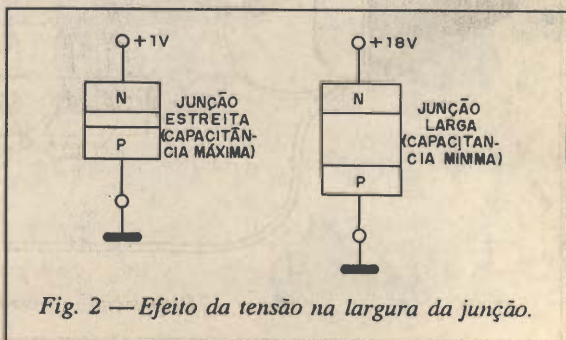 +1V
N
P
JUNÇÃO
ESTREITA
(CAPACITÂN-
CIA MÁXIMA)
+18V
N
P
JUNÇÃO
LARGA
(CAPACITAN-
CIA MÍNIMA)
Fig. 2 — Efeito da tensão na largura da junção.